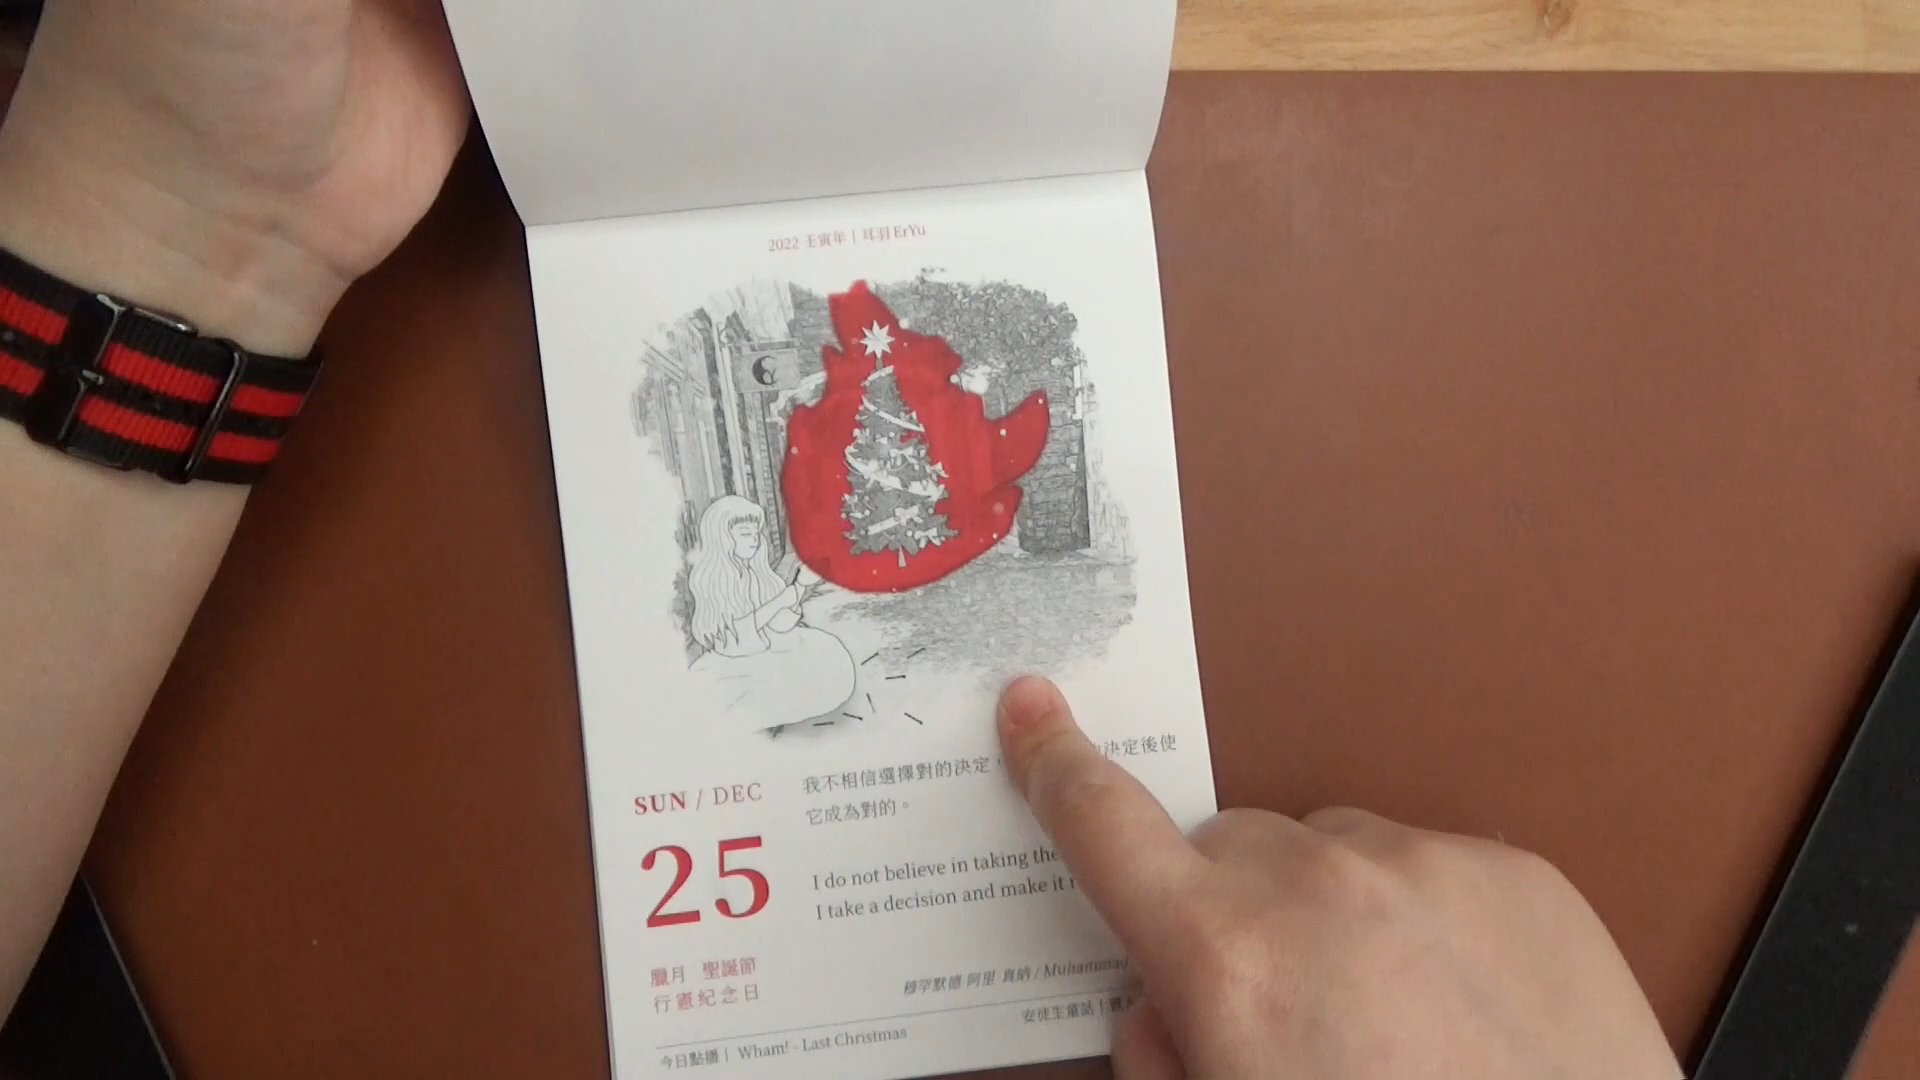 2022 壬寅年 | 耳羽 ErYu
SUN / DEC
25
臘月 聖誕節
行憲紀念日
我不相信選擇對的決定, 決定後使
它成為對的。
I do not believe in taking the
I take a decision and make it
穆罕默德 阿里 真納 / Muhammad
安徒生童話 |
今日點播 | Wham! - Last Christmas